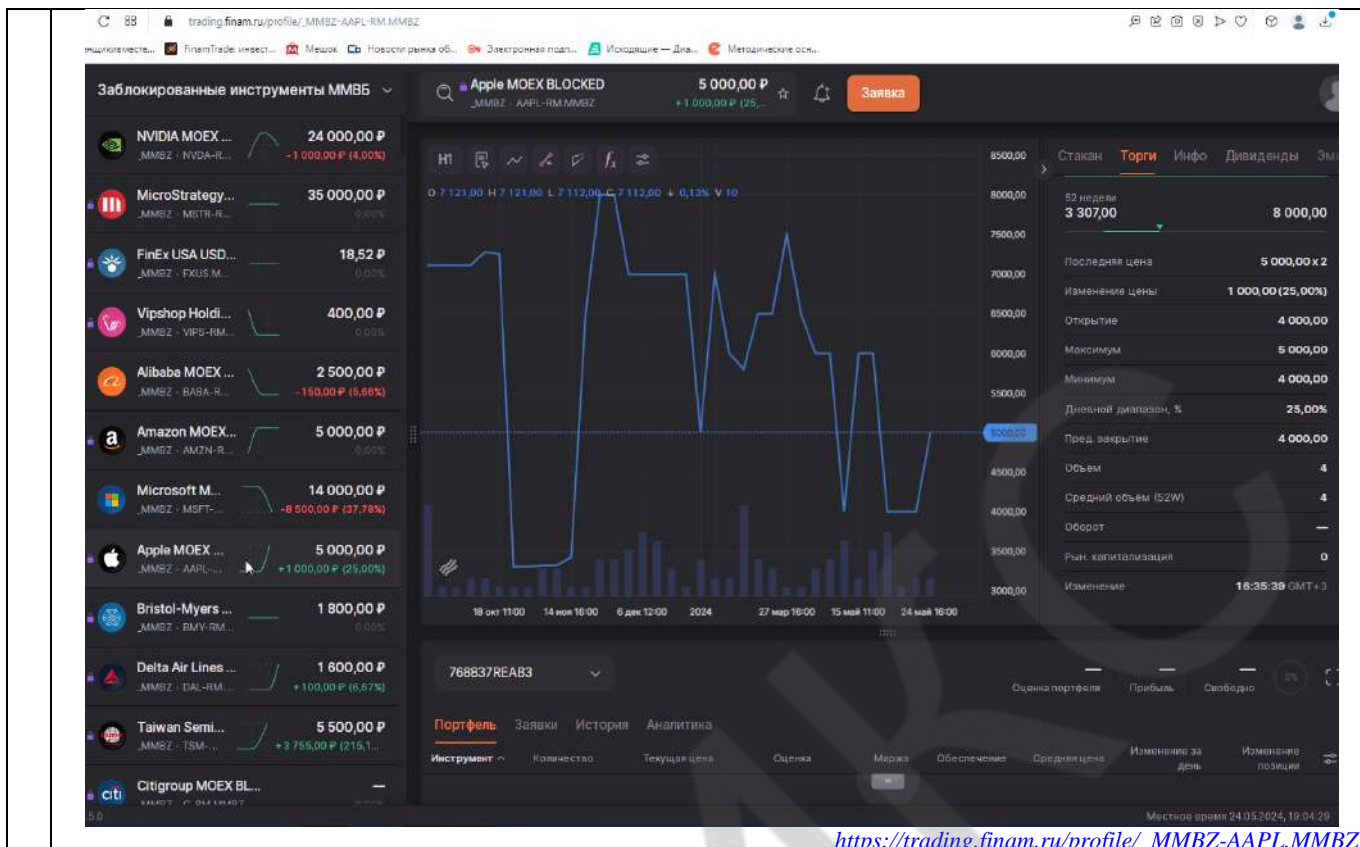 trading.finam.ru/profile/_MMBZ-AAPL-RM.MMBZ
FinamTrade: инвест... Мешок Новости рынка об... Электронная подп... Исходящие — Диа... Методические осн...
Заблокированные инструменты ММВБ
Apple MOEX BLOCKED 5 000,00 ₽
_MMBZ - AAPL-RM.MMBZ +1 000,00 ₽ (25,...
Заявка
NVIDIA MOEX ... 24 000,00 ₽
_MMBZ - NVDA-R... -1 000,00 ₽ (4,00%)
MicroStrategy... 35 000,00 ₽
_MMBZ - MSTR-R... 0,00%
FinEx USA USD... 18,52 ₽
_MMBZ - FXUS.M... 0,00%
Vipshop Holdi... 400,00 ₽
_MMBZ - VIPS-RM... 0,00%
Alibaba MOEX ... 2 500,00 ₽
_MMBZ - BABA-R... -150,00 ₽ (5,66%)
Amazon MOEX... 5 000,00 ₽
_MMBZ - AMZN-R... 0,00%
Microsoft M... 14 000,00 ₽
_MMBZ - MSFT-... -8 500,00 ₽ (37,78%)
Apple MOEX ... 5 000,00 ₽
_MMBZ - AAPL-... +1 000,00 ₽ (25,00%)
Bristol-Myers ... 1 800,00 ₽
_MMBZ - BMY-RM... 0,00%
Delta Air Lines ... 1 600,00 ₽
_MMBZ - DAL-RM... +100,00 ₽ (6,67%)
Taiwan Semi... 5 500,00 ₽
_MMBZ - TSM-... +3 755,00 ₽ (215,1...
Citigroup MOEX BL... —
5.0
H1
O 7 121,00 H 7 121,00 L 7 112,00 C 7 112,00 ↓ 0,13% V 10
8500,00
8000,00
7500,00
7000,00
6500,00
6000,00
5500,00
4500,00
4000,00
3500,00
3000,00
18 окт 11:00 14 ноя 16:00 6 дек 12:00 2024 27 мар 16:00 15 май 11:00 24 май 16:00
Стакан Торги Инфо Дивиденды Эм
52 недели
3 307,00 8 000,00
Последняя цена 5 000,00 x 2
Изменение цены 1 000,00 (25,00%)
Открытие 4 000,00
Максимум 5 000,00
Минимум 4 000,00
Дневной диапазон, % 25,00%
Пред. закрытие 4 000,00
Объем 4
Средний объем (52W) 4
Оборот —
Рын. капитализация 0
Изменение 16:35:39 GMT+3
768837REAB3
Оценка портфеля Прибыль Свободно 0%
Портфель Заявки История Аналитика
Инструмент Количество Текущая цена Оценка Маржа Обеспечение Средняя цена Изменение за день Изменение позиции
Местное время 24.05.2024, 19:04:29
https://trading.finam.ru/profile/_MMBZ-AAPL.MMBZ